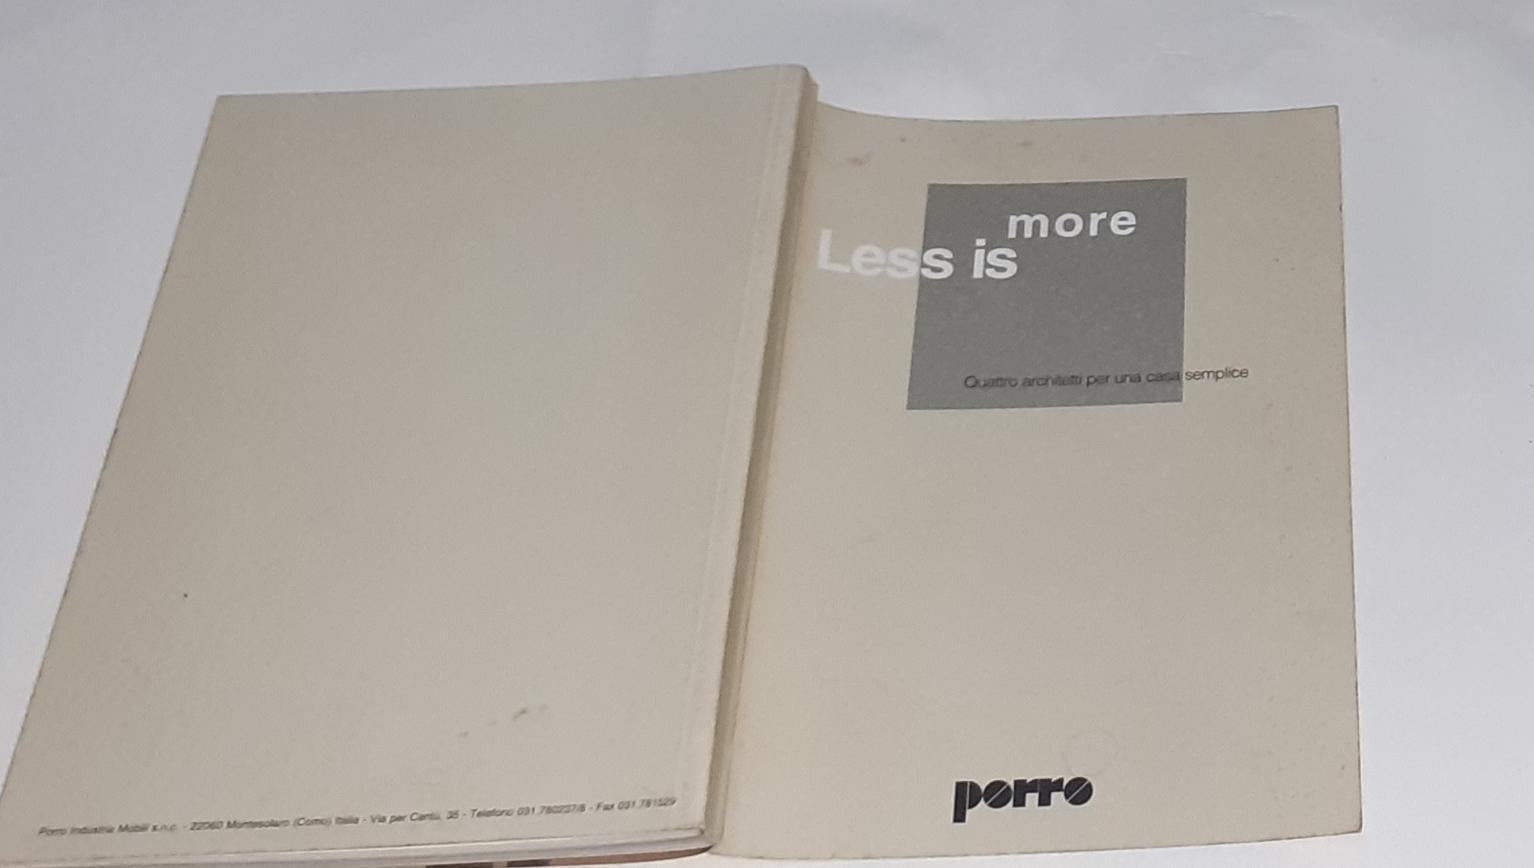 more
Less is
Quattro architetti per una casa semplice
porro
Porro Industria Mobili s.n.c. - 22060 Montesolaro (Como) Italia - Via per Cantù, 35 - Telefono 031.780237/8 - Fax 031.781529